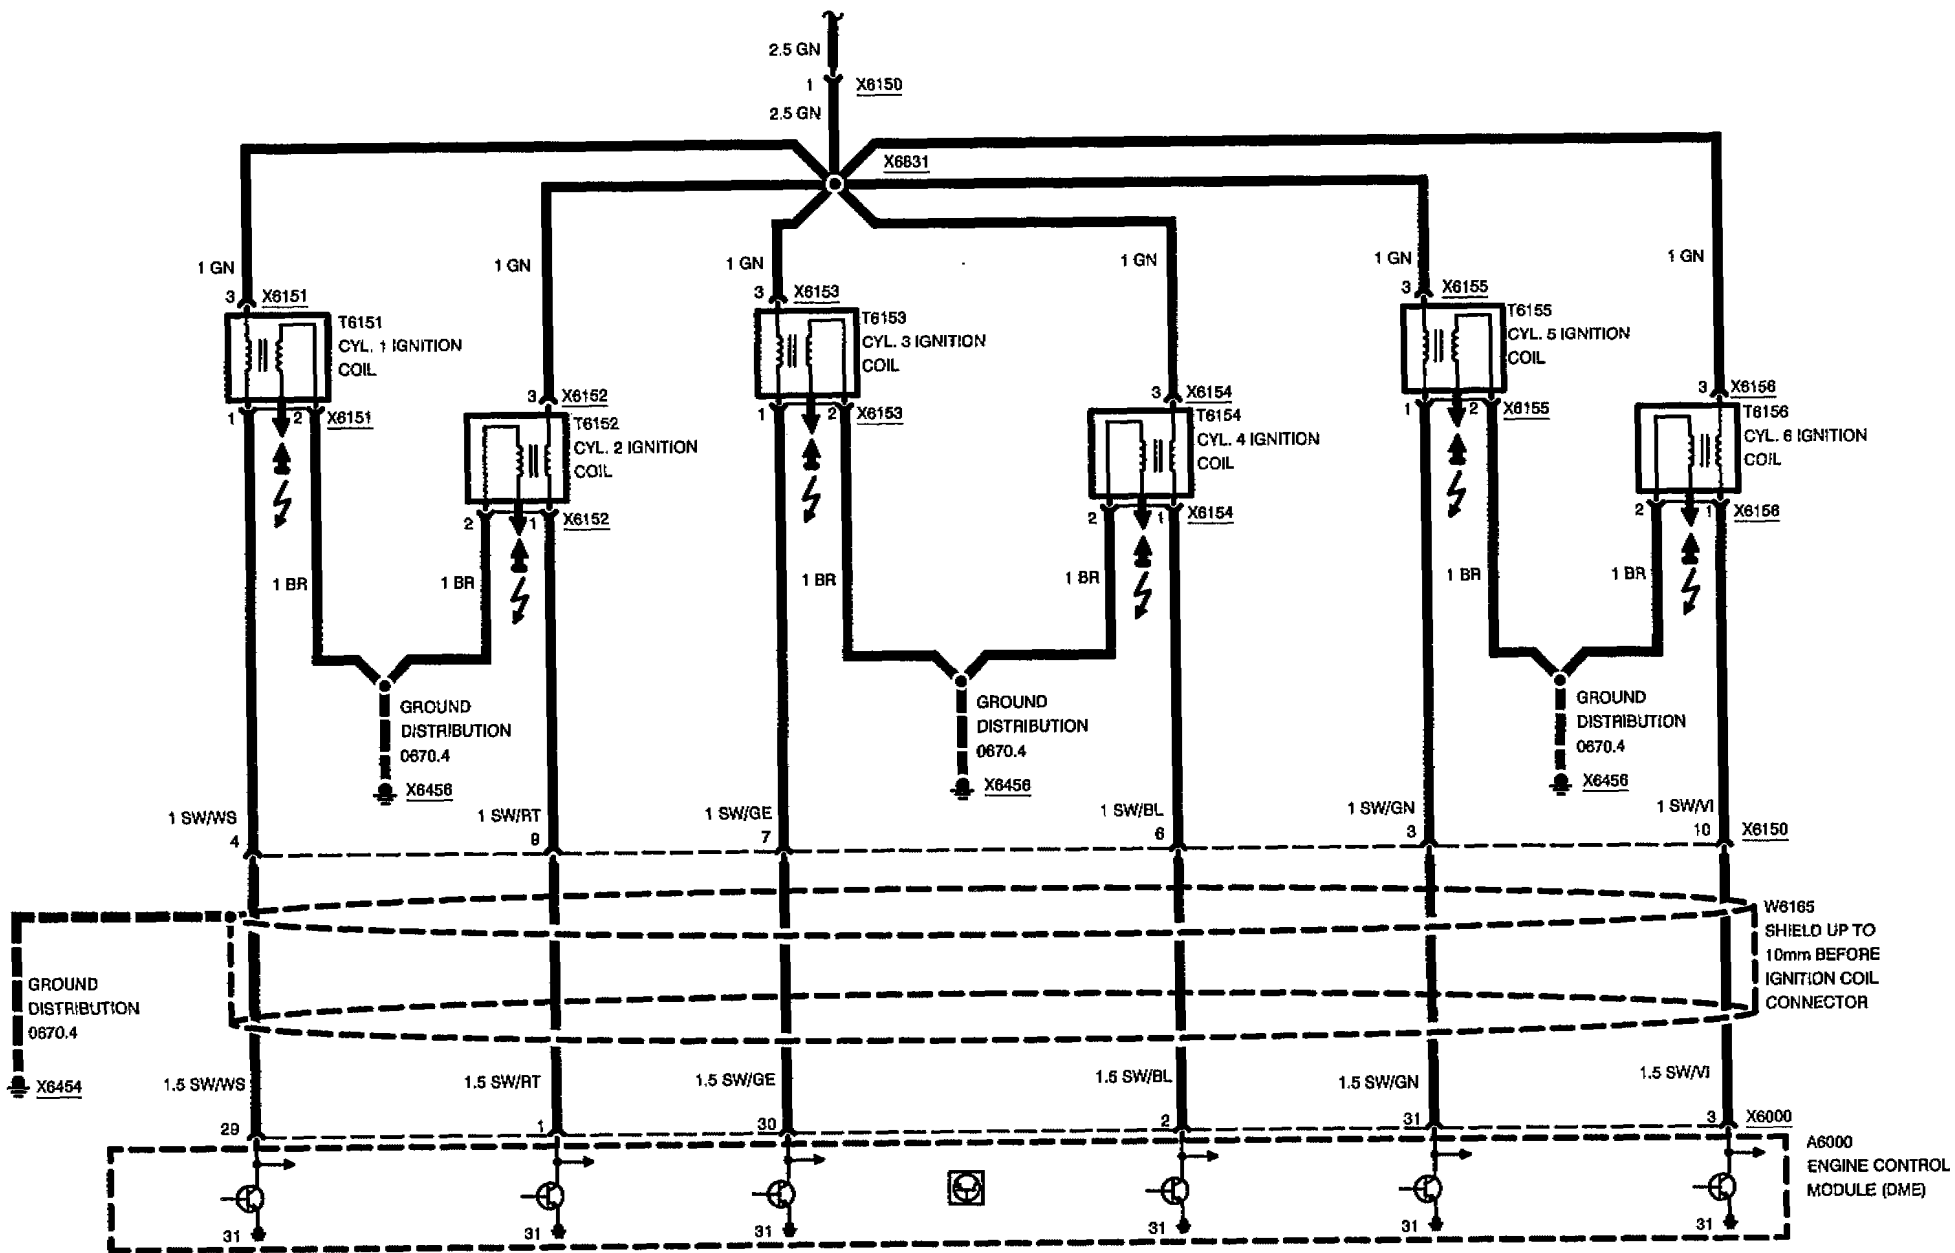 2.5 GN
1 X6150
2.5 GN
X6831
1 GN
1 GN
1 GN
1 GN
1 GN
1 GN
3 X6151
T6151
CYL. 1 IGNITION
COIL
1 2 X6151
3 X6152
T6152
CYL. 2 IGNITION
COIL
2 1 X6152
3 X6153
T6153
CYL. 3 IGNITION
COIL
1 2 X6153
3 X6154
T6154
CYL. 4 IGNITION
COIL
2 1 X6154
3 X6155
T6155
CYL. 5 IGNITION
COIL
1 2 X6155
3 X6156
T6156
CYL. 6 IGNITION
COIL
2 1 X6156
1 BR
1 BR
1 BR
1 BR
1 BR
1 BR
GROUND
DISTRIBUTION
0670.4
X6456
GROUND
DISTRIBUTION
0670.4
X6456
GROUND
DISTRIBUTION
0670.4
X6456
1 SW/WS
4
1 SW/RT
9
1 SW/GE
7
1 SW/BL
6
1 SW/GN
3
1 SW/VI
10 X6150
W6165
SHIELD UP TO
10mm BEFORE
IGNITION COIL
CONNECTOR
GROUND
DISTRIBUTION
0670.4
X6454
1.5 SW/WS
29
1.5 SW/RT
1
1.5 SW/GE
30
1.5 SW/BL
2
1.5 SW/GN
31
1.5 SW/VI
3 X6000
A6000
ENGINE CONTROL
MODULE (DME)
31
31
31
31
31
31